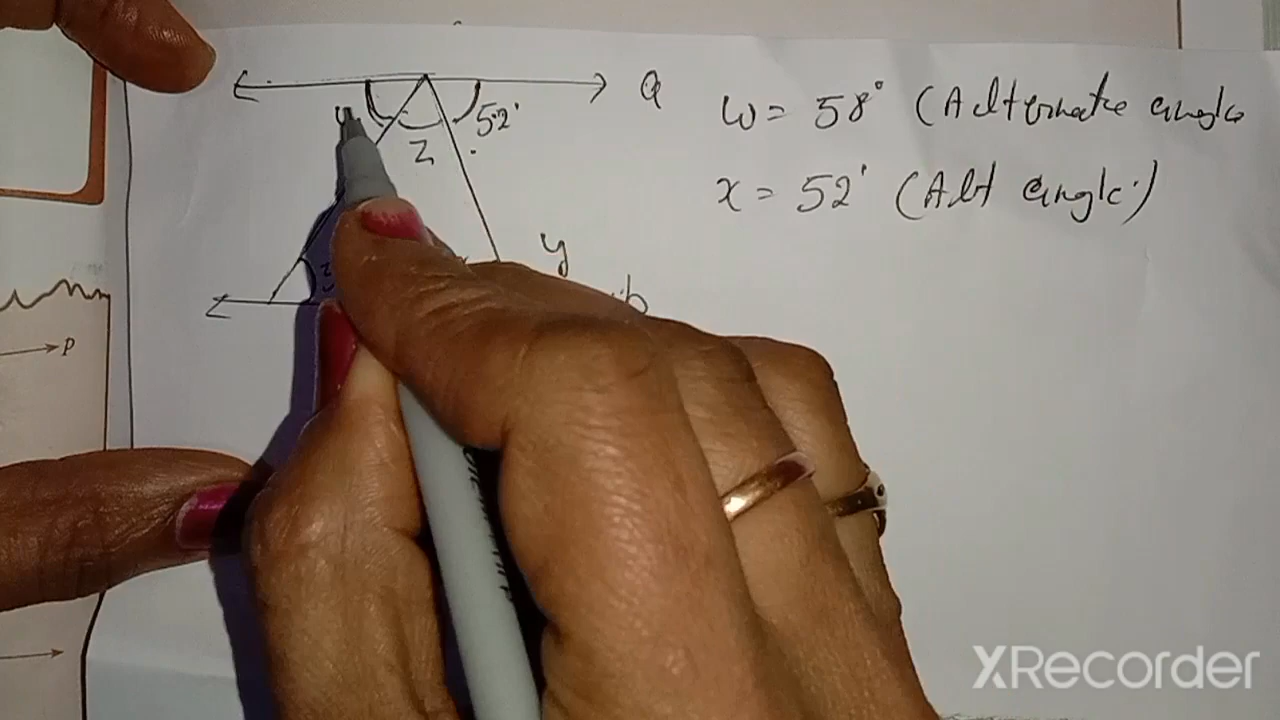 a
w = 58° (Alternate angle
52°
z
x = 52° (Alt angle)
y
b
P
XRecorder